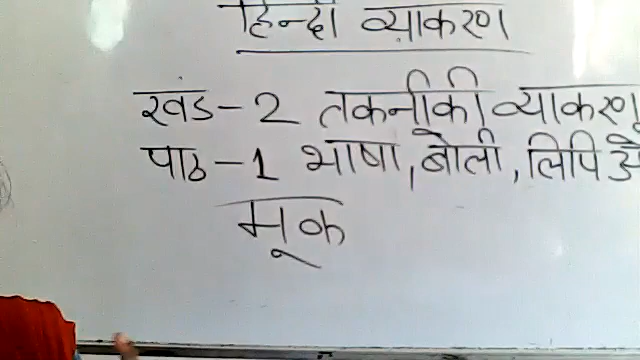 हिन्दी व्याकरण
खंड-2 तकनीकी व्याकरण
पाठ-1 भाषा, बोली, लिपि
मूक